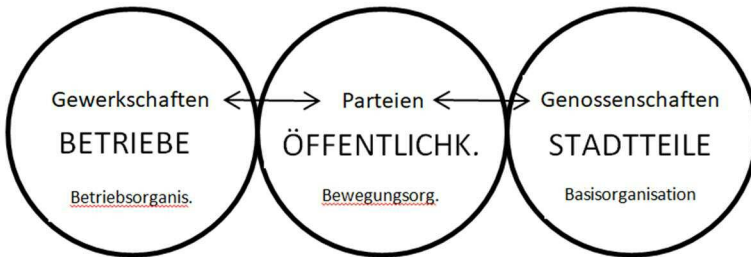 Gewerkschaften
BETRIEBE
Betriebsorganis.
Parteien
ÖFFENTLICHK.
Bewegungsorg.
Genossenschaften
STADTTEILE
Basisorganisation